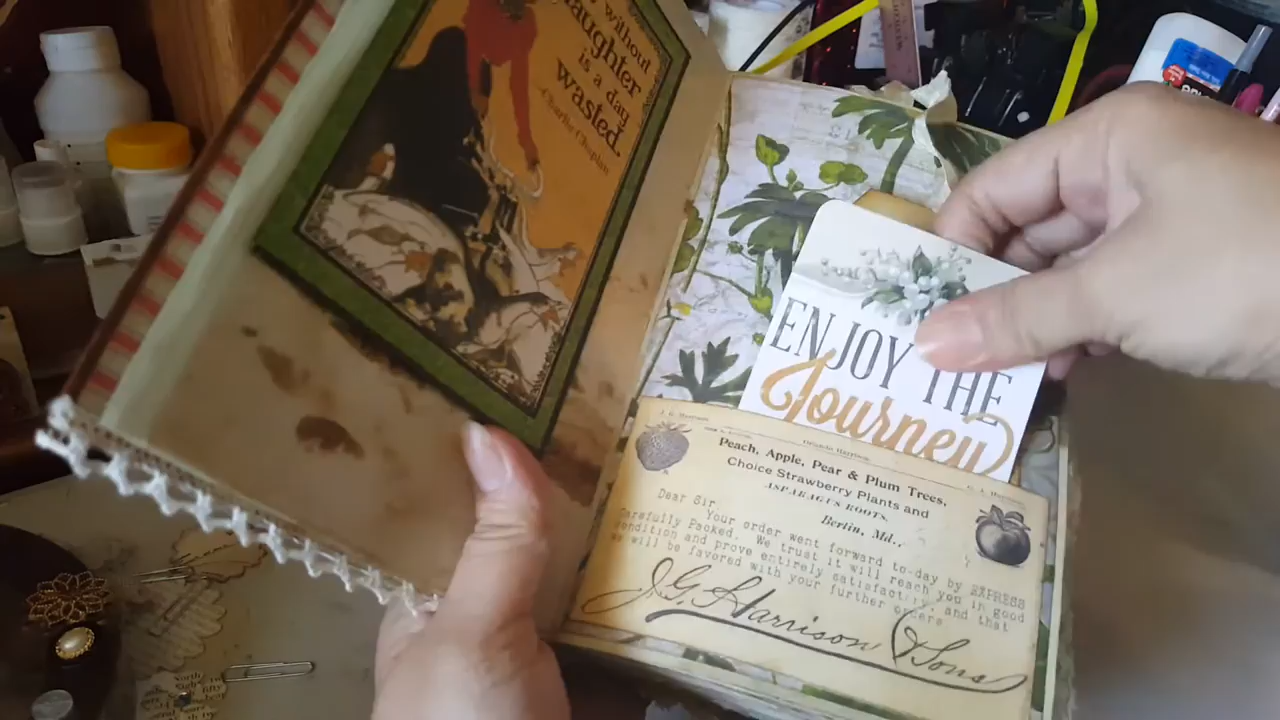 without
laughter
is a day
wasted.
-Charlie Chaplin
ENJOY THE
Journey
Peach, Apple, Pear & Plum Trees,
Choice Strawberry Plants and
ASPARAGUS ROOTS.
Berlin, Md.,
Dear Sir
Your order went forward to-day by EXPRESS
Carefully Packed. We trust it will reach you in good
condition and prove entirely satisfactory and that
we will be favored with your further orders
J.G. Harrison & Sons